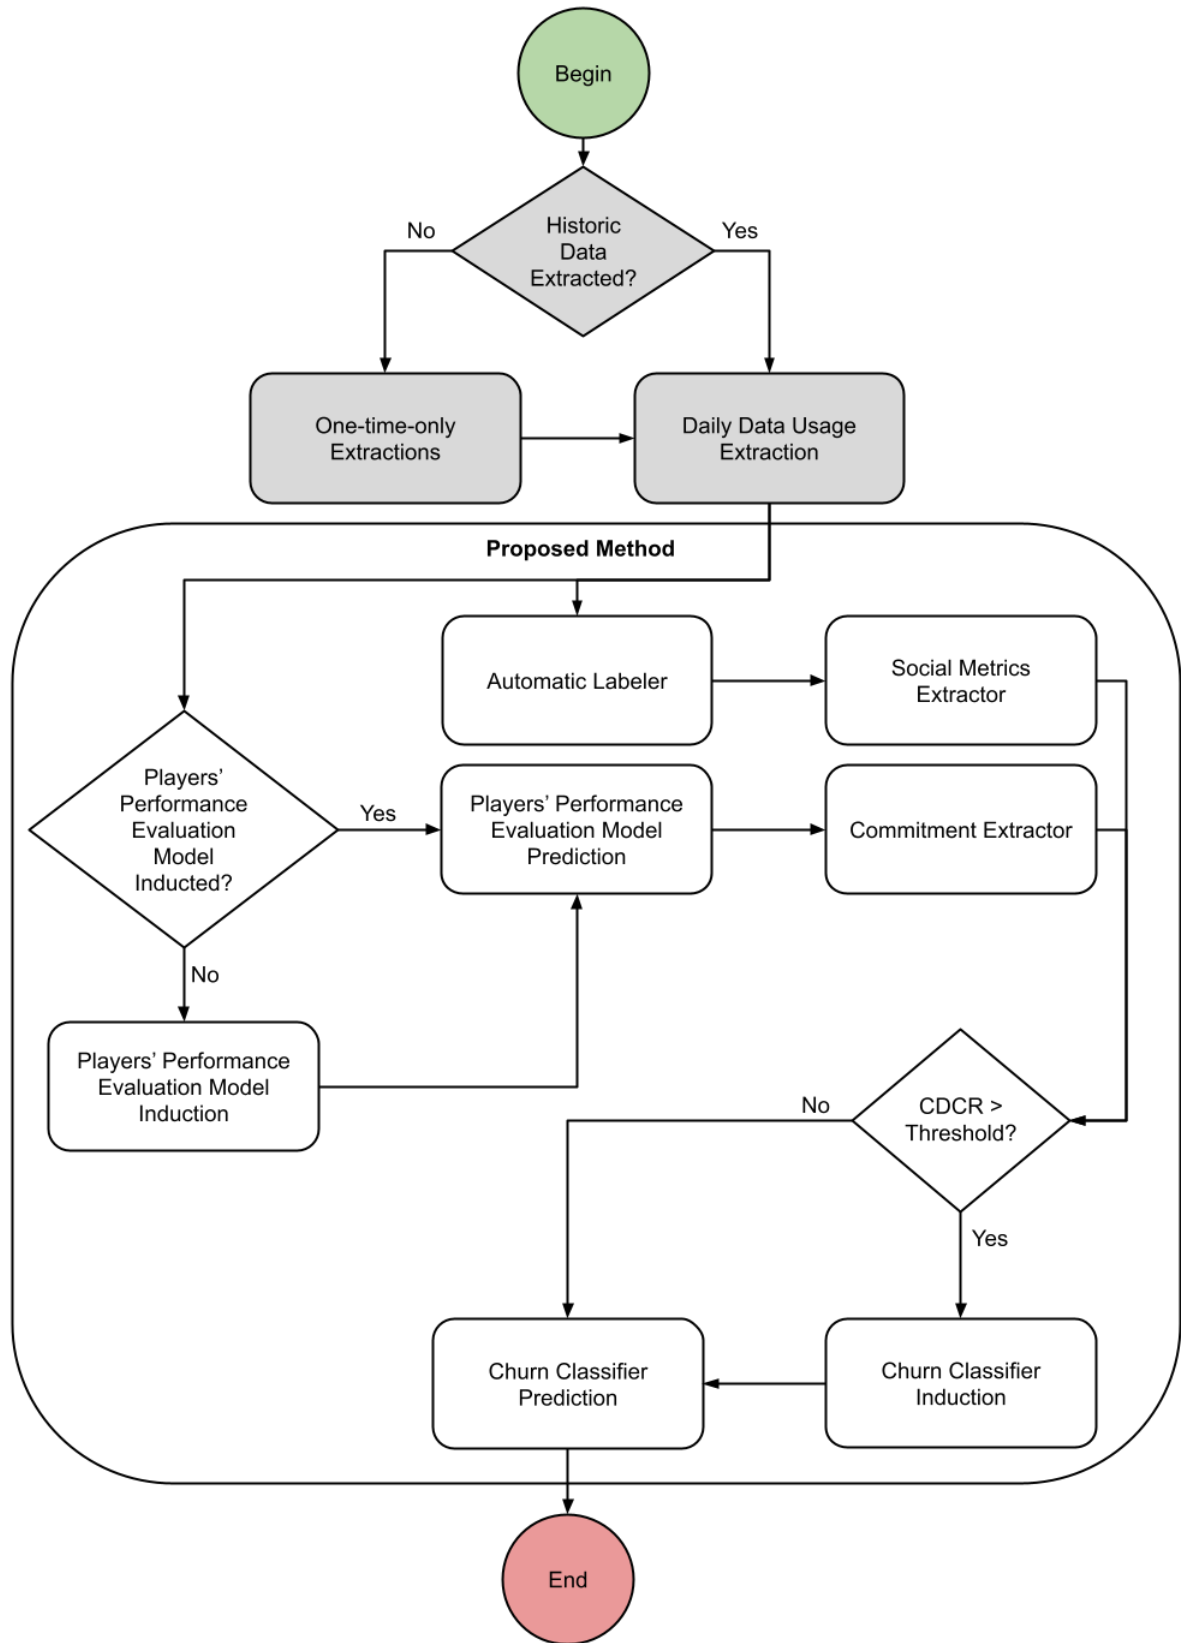 Begin
Historic
Data
Extracted?
No
Yes
One-time-only
Extractions
Daily Data Usage
Extraction
Proposed Method
Automatic Labeler
Social Metrics
Extractor
Players’
Performance
Evaluation
Model
Inducted?
Yes
Players’ Performance
Evaluation Model
Prediction
Commitment Extractor
No
Players’ Performance
Evaluation Model
Induction
CDCR >
Threshold?
No
Yes
Churn Classifier
Prediction
Churn Classifier
Induction
End